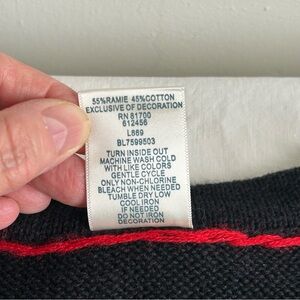 55%RAMIE 45%COTTON
EXCLUSIVE OF DECORATION
RN 81700
612456
L869
BL7599503
TURN INSIDE OUT
MACHINE WASH COLD
WITH LIKE COLORS
GENTLE CYCLE
ONLY NON-CHLORINE
BLEACH WHEN NEEDED
TUMBLE DRY LOW
COOL IRON
IF NEEDED
DO NOT IRON
DECORATION